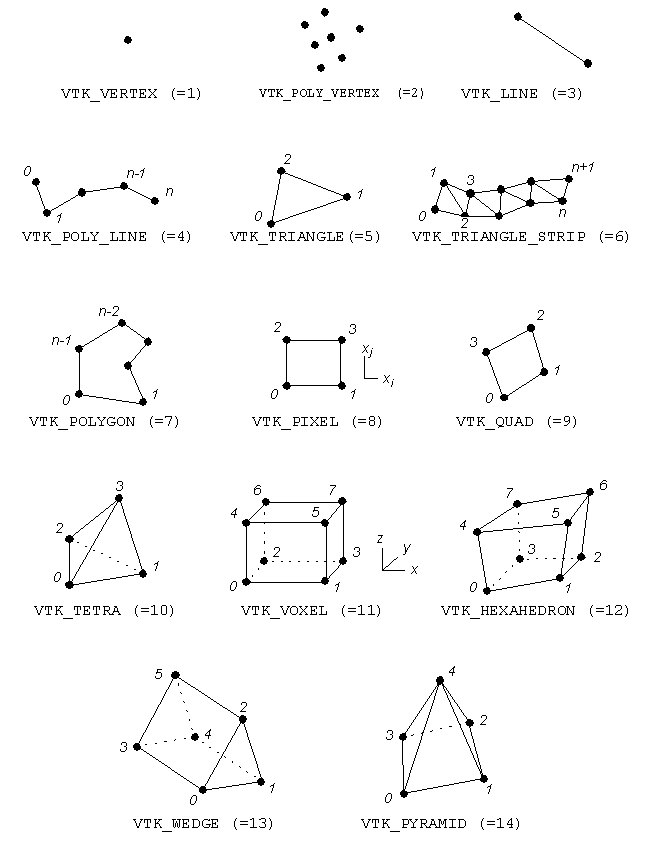 VTK_VERTEX (=1)
VTK_POLY_VERTEX (=2)
VTK_LINE (=3)
0
1
n-1
n
VTK_POLY_LINE (=4)
2
1
0
VTK_TRIANGLE(=5)
1
3
n+1
0
2
n
VTK_TRIANGLE_STRIP (=6)
n-2
n-1
0
1
VTK_POLYGON (=7)
2
3
xj
xi
0
1
VTK_PIXEL (=8)
2
3
1
0
VTK_QUAD (=9)
3
2
1
0
VTK_TETRA (=10)
6
7
4
5
2
3
0
1
z
y
x
VTK_VOXEL (=11)
7
6
4
5
3
2
0
1
VTK_HEXAHEDRON (=12)
5
2
4
3
1
0
VTK_WEDGE (=13)
4
3
2
0
1
VTK_PYRAMID (=14)